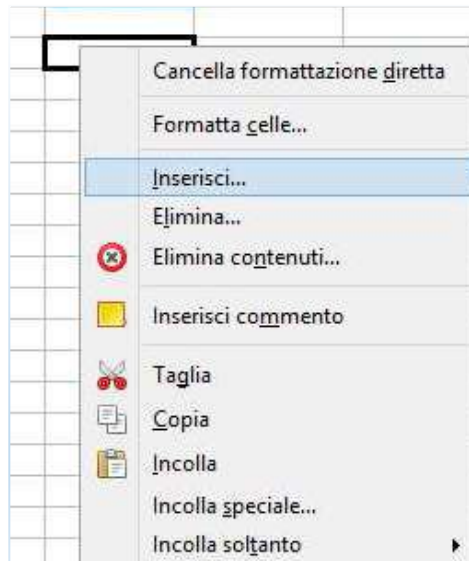 Cancella formattazione diretta
Formatta celle...
Inserisci...
Elimina...
Elimina contenuti...
Inserisci commento
Taglia
Copia
Incolla
Incolla speciale...
Incolla soltanto